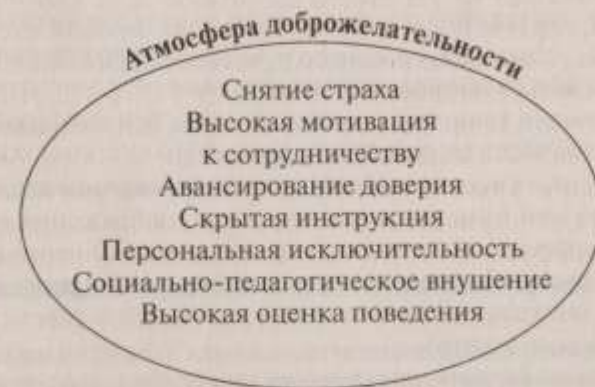 Атмосфера доброжелательности
Снятие страха
Высокая мотивация
к сотрудничеству
Авансирование доверия
Скрытая инструкция
Персональная исключительность
Социально-педагогическое внушение
Высокая оценка поведения